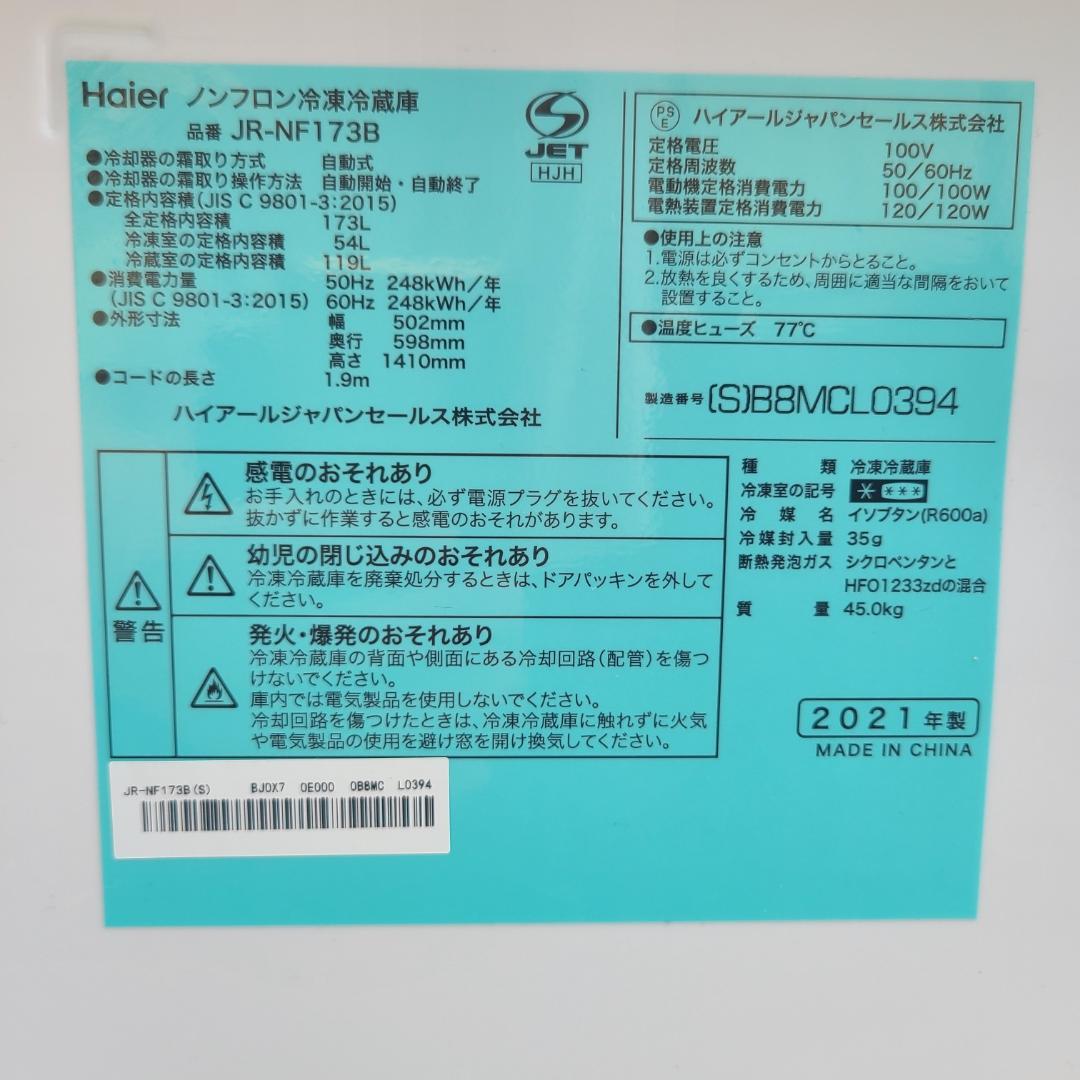 Haier ノンフロン冷凍冷蔵庫
品番 JR-NF173B
●冷却器の霜取り方式 自動式
●冷却器の霜取り操作方法 自動開始・自動終了
●定格内容積(JIS C 9801-3:2015)
全定格内容積 173L
冷凍室の定格内容積 54L
冷蔵室の定格内容積 119L
●消費電力量 50Hz 248kWh/年
(JIS C 9801-3:2015) 60Hz 248kWh/年
●外形寸法 幅 502mm
奥行 598mm
高さ 1410mm
●コードの長さ 1.9m
ハイアールジャパンセールス株式会社
S
JET
HJH
PSE ハイアールジャパンセールス株式会社
定格電圧 100V
定格周波数 50/60Hz
電動機定格消費電力 100/100W
電熱装置定格消費電力 120/120W
●使用上の注意
1.電源は必ずコンセントからとること。
2.放熱を良くするため、周囲に適当な間隔をおいて
設置すること。
●温度ヒューズ 77℃
製造番号 (S)B8MCL0394
警告
感電のおそれあり
お手入れのときには、必ず電源プラグを抜いてください。
抜かずに作業すると感電のおそれがあります。
幼児の閉じ込みのおそれあり
冷凍冷蔵庫を廃棄処分するときは、ドアパッキンを外して
ください。
発火・爆発のおそれあり
冷凍冷蔵庫の背面や側面にある冷却回路(配管)を傷つ
けないでください。
庫内では電気製品を使用しないでください。
冷却回路を傷つけたときは、冷凍冷蔵庫に触れずに火気
や電気製品の使用を避け窓を開け換気してください。
種類 冷凍冷蔵庫
冷凍室の記号 * ***
冷媒名 イソブタン(R600a)
冷媒封入量 35g
断熱発泡ガス シクロペンタンと
HFO1233zdの混合
質量 45.0kg
2021年製
MADE IN CHINA
JR-NF173B(S) BJ0X7 0E000 0B8MC L0394